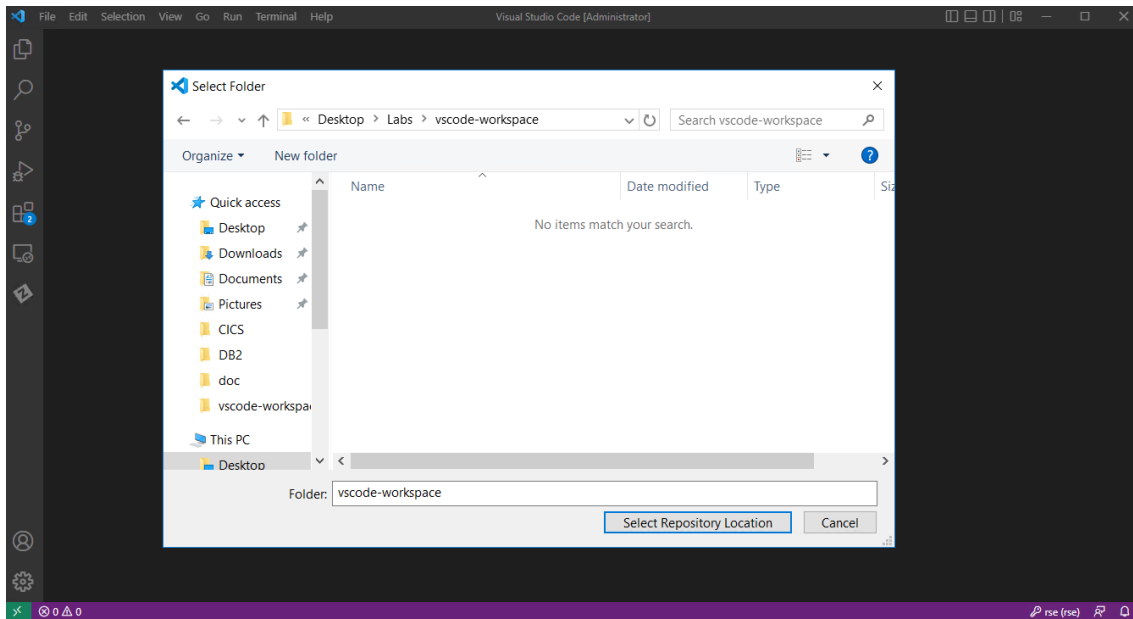 File Edit Selection View Go Run Terminal Help Visual Studio Code [Administrator]
Select Folder
« Desktop > Labs > vscode-workspace Search vscode-workspace
Organize New folder ?
Name Date modified Type Siz
Quick access
No items match your search.
Desktop
Downloads
Documents
Pictures
CICS
DB2
doc
vscode-workspa
This PC
Desktop
Folder: vscode-workspace
Select Repository Location Cancel
2
0 0 rse (rse)